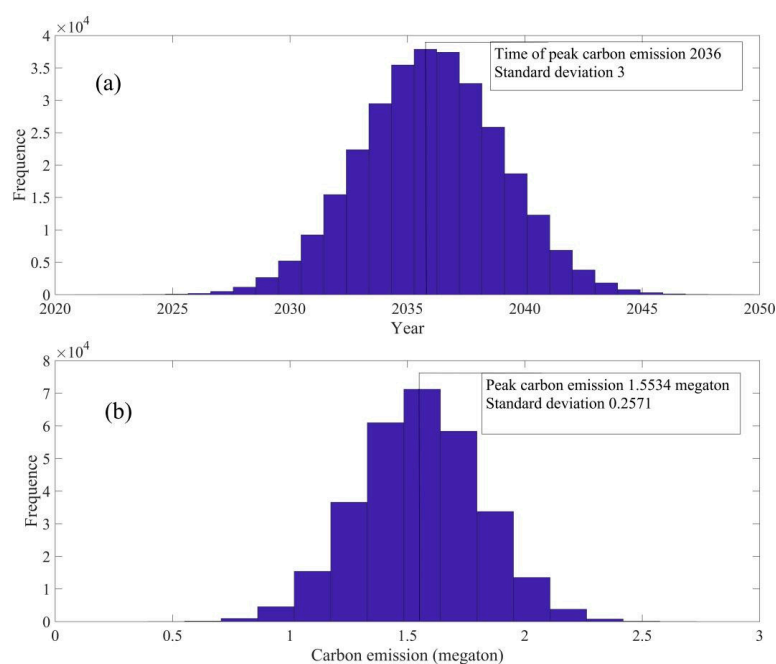 ×10⁴
4
3.5
3
2.5
2
1.5
1
0.5
0
Frequence
(a)
Time of peak carbon emission 2036
Standard deviation 3
2020 2025 2030 2035 2040 2045 2050
Year
×10⁴
8
7
6
5
4
3
2
1
0
Frequence
(b)
Peak carbon emission 1.5534 megaton
Standard deviation 0.2571
0 0.5 1 1.5 2 2.5 3
Carbon emission (megaton)